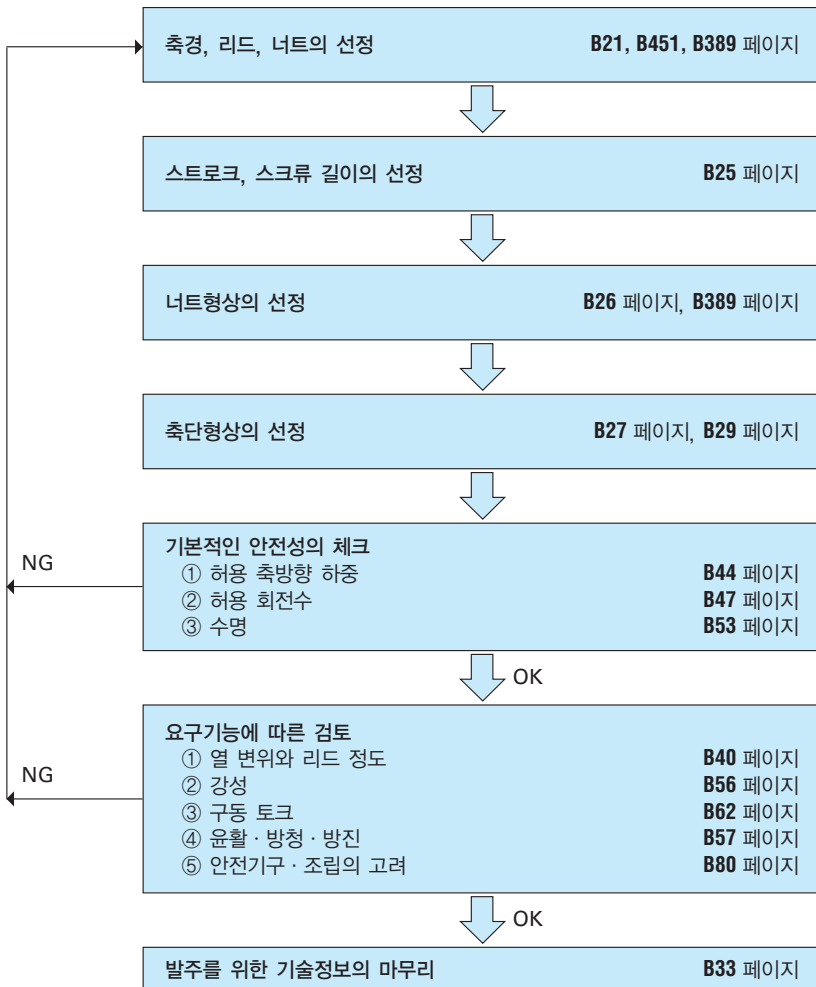 축경, 리드, 너트의 선정 B21, B451, B389 페이지
스트로크, 스크류 길이의 선정 B25 페이지
너트형상의 선정 B26 페이지, B389 페이지
축단형상의 선정 B27 페이지, B29 페이지
기본적인 안전성의 체크
① 허용 축방향 하중 B44 페이지
② 허용 회전수 B47 페이지
③ 수명 B53 페이지
NG
OK
요구기능에 따른 검토
① 열 변위와 리드 정도 B40 페이지
② 강성 B56 페이지
③ 구동 토크 B62 페이지
④ 윤활 · 방청 · 방진 B57 페이지
⑤ 안전기구 · 조립의 고려 B80 페이지
NG
OK
발주를 위한 기술정보의 마무리 B33 페이지